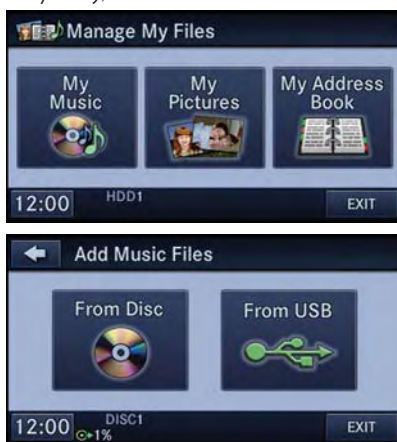 Manage My Files
My Music
My Pictures
My Address Book
12:00 HDD1 EXIT
Add Music Files
From Disc
From USB
12:00 DISC1 1% EXIT